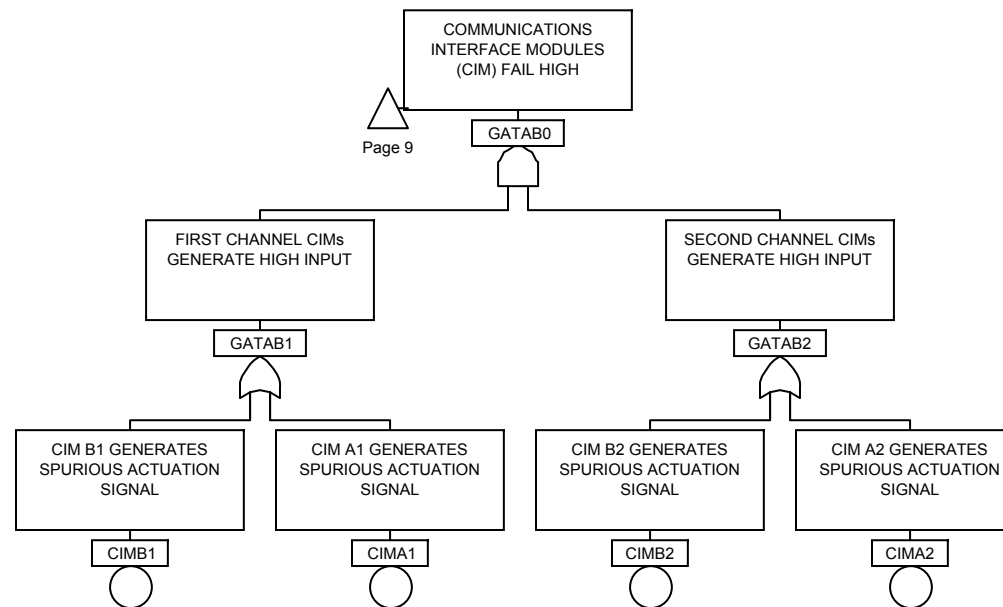 COMMUNICATIONS
INTERFACE MODULES
(CIM) FAIL HIGH
Page 9
GATAB0
FIRST CHANNEL CIMs
GENERATE HIGH INPUT
SECOND CHANNEL CIMs
GENERATE HIGH INPUT
GATAB1
GATAB2
CIM B1 GENERATES
SPURIOUS ACTUATION
SIGNAL
CIM A1 GENERATES
SPURIOUS ACTUATION
SIGNAL
CIM B2 GENERATES
SPURIOUS ACTUATION
SIGNAL
CIM A2 GENERATES
SPURIOUS ACTUATION
SIGNAL
CIMB1
CIMA1
CIMB2
CIMA2